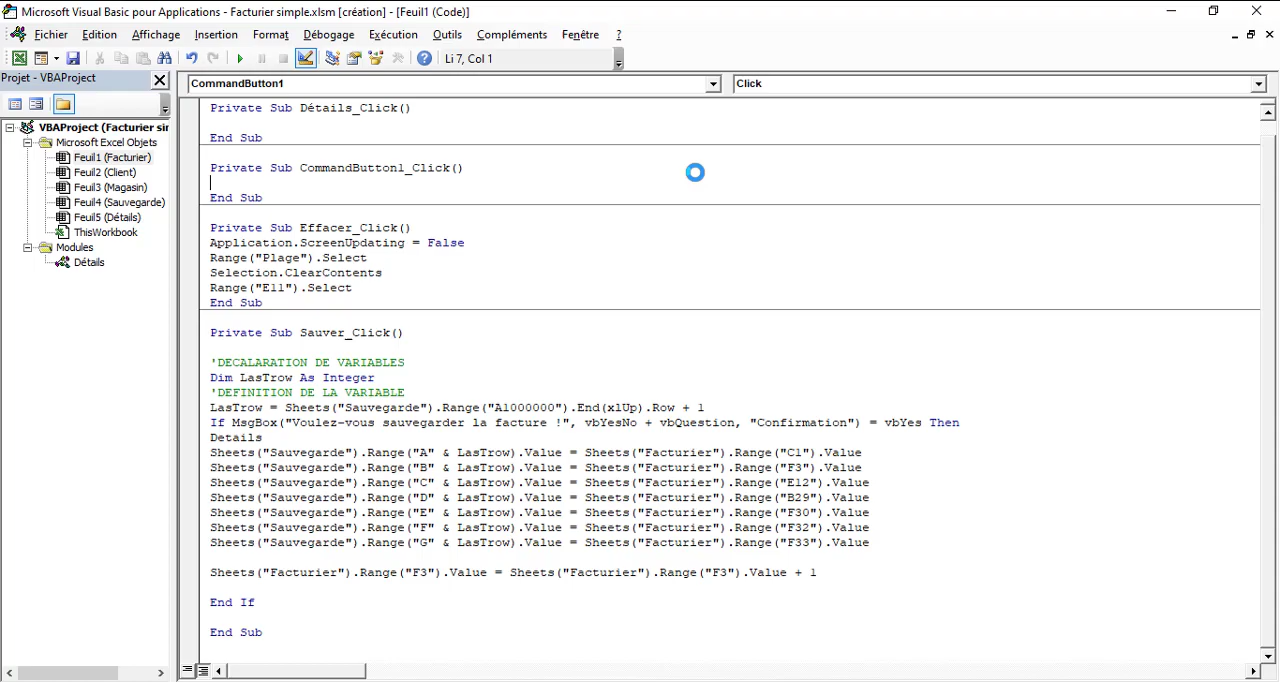 Microsoft Visual Basic pour Applications - Facturier simple.xlsm [création] - [Feuil1 (Code)]
Fichier Edition Affichage Insertion Format Débogage Exécution Outils Compléments Fenêtre ?
Li 7, Col 1
Projet - VBAProject
CommandButton1
Click
VBAProject (Facturier sim
Microsoft Excel Objets
Feuil1 (Facturier)
Feuil2 (Client)
Feuil3 (Magasin)
Feuil4 (Sauvegarde)
Feuil5 (Détails)
ThisWorkbook
Modules
Détails
Private Sub Détails_Click()
End Sub
Private Sub CommandButton1_Click()
End Sub
Private Sub Effacer_Click()
Application.ScreenUpdating = False
Range("Plage").Select
Selection.ClearContents
Range("E11").Select
End Sub
Private Sub Sauver_Click()
'DECALARATION DE VARIABLES
Dim LasTrow As Integer
'DEFINITION DE LA VARIABLE
LasTrow = Sheets("Sauvegarde").Range("A1000000").End(xlUp).Row + 1
If MsgBox("Voulez-vous sauvegarder la facture !", vbYesNo + vbQuestion, "Confirmation") = vbYes Then
Details
Sheets("Sauvegarde").Range("A" & LasTrow).Value = Sheets("Facturier").Range("C1").Value
Sheets("Sauvegarde").Range("B" & LasTrow).Value = Sheets("Facturier").Range("F3").Value
Sheets("Sauvegarde").Range("C" & LasTrow).Value = Sheets("Facturier").Range("E12").Value
Sheets("Sauvegarde").Range("D" & LasTrow).Value = Sheets("Facturier").Range("B29").Value
Sheets("Sauvegarde").Range("E" & LasTrow).Value = Sheets("Facturier").Range("F30").Value
Sheets("Sauvegarde").Range("F" & LasTrow).Value = Sheets("Facturier").Range("F32").Value
Sheets("Sauvegarde").Range("G" & LasTrow).Value = Sheets("Facturier").Range("F33").Value
Sheets("Facturier").Range("F3").Value = Sheets("Facturier").Range("F3").Value + 1
End If
End Sub